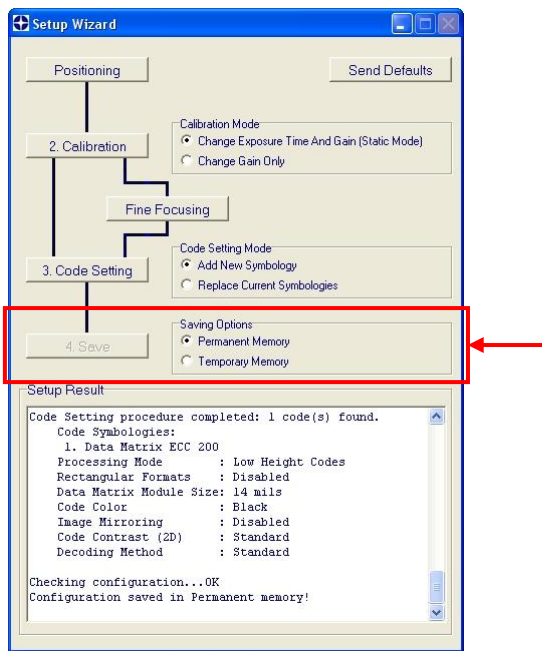 Setup Wizard
Positioning
Send Defaults
2. Calibration
Calibration Mode
Change Exposure Time And Gain (Static Mode)
Change Gain Only
Fine Focusing
3. Code Setting
Code Setting Mode
Add New Symbology
Replace Current Symbologies
4. Save
Saving Options
Permanent Memory
Temporary Memory
Setup Result
Code Setting procedure completed: 1 code(s) found.
Code Symbologies:
1. Data Matrix ECC 200
Processing Mode : Low Height Codes
Rectangular Formats : Disabled
Data Matrix Module Size: 14 mils
Code Color : Black
Image Mirroring : Disabled
Code Contrast (2D) : Standard
Decoding Method : Standard
Checking configuration...OK
Configuration saved in Permanent memory!